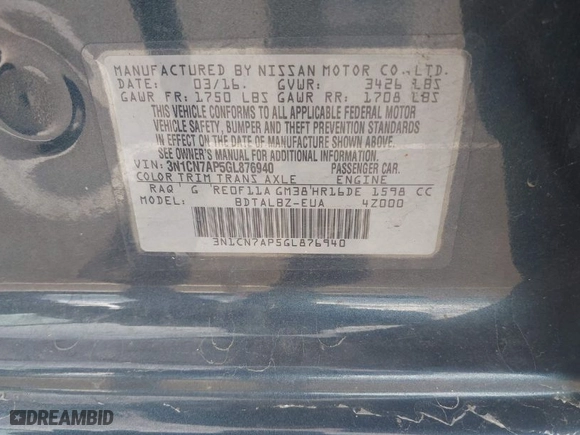 MANUFACTURED BY NISSAN MOTOR CO., LTD.
DATE: 03/16. GVWR: 3426 LBS
GAWR FR: 1750 LBS GAWR RR: 1708 LBS
THIS VEHICLE CONFORMS TO ALL APPLICABLE FEDERAL MOTOR
VEHICLE SAFETY, BUMPER AND THEFT PREVENTION STANDARDS
IN EFFECT ON THE DATE OF MANUFACTURE SHOWN ABOVE.
SEE OWNER'S MANUAL FOR ADDITIONAL INFORMATION.
VIN: 3N1CN7AP5GL876940 PASSENGER CAR.
COLOR TRIM TRANS AXLE ENGINE
RAQ G RE0F11A GM38 HR16DE 1598 CC
MODEL: BDTALBZ-EUA 4Z000
3N1CN7AP5GL876940
DREAMBID